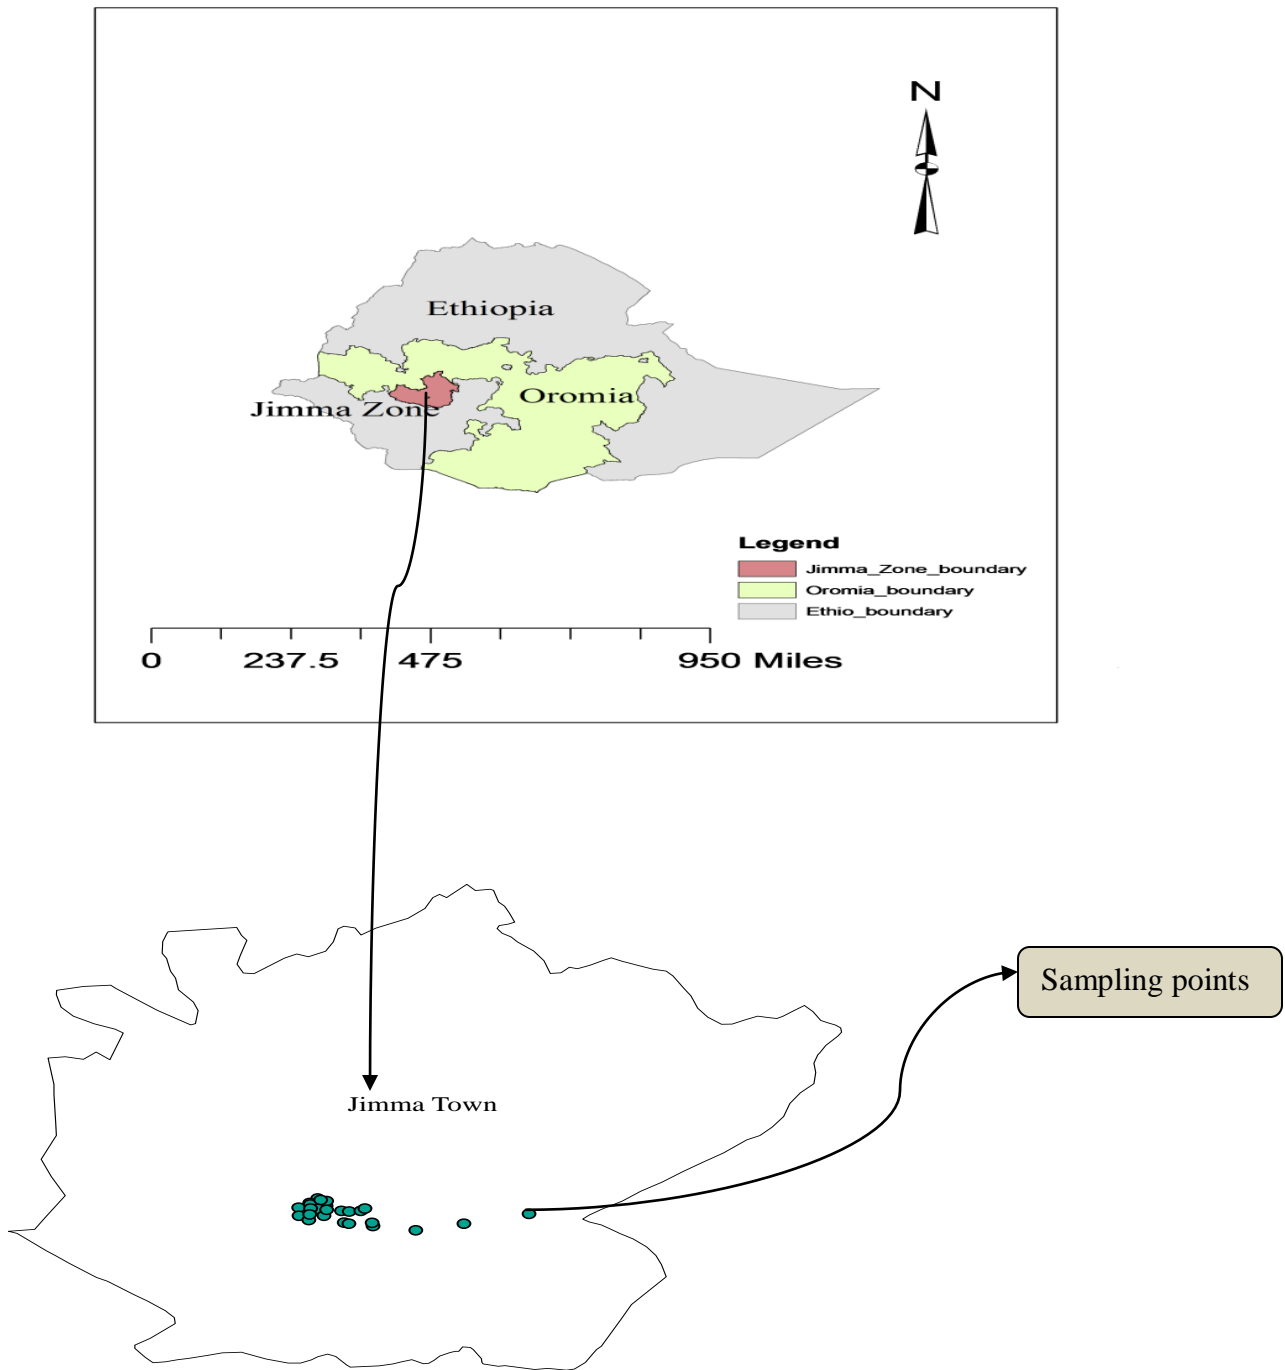 N
Ethiopia
Oromia
Jimma Zone
Legend
Jimma_Zone_boundary
Oromia_boundary
Ethio_boundary
0 237.5 475 950 Miles
Sampling points
Jimma Town